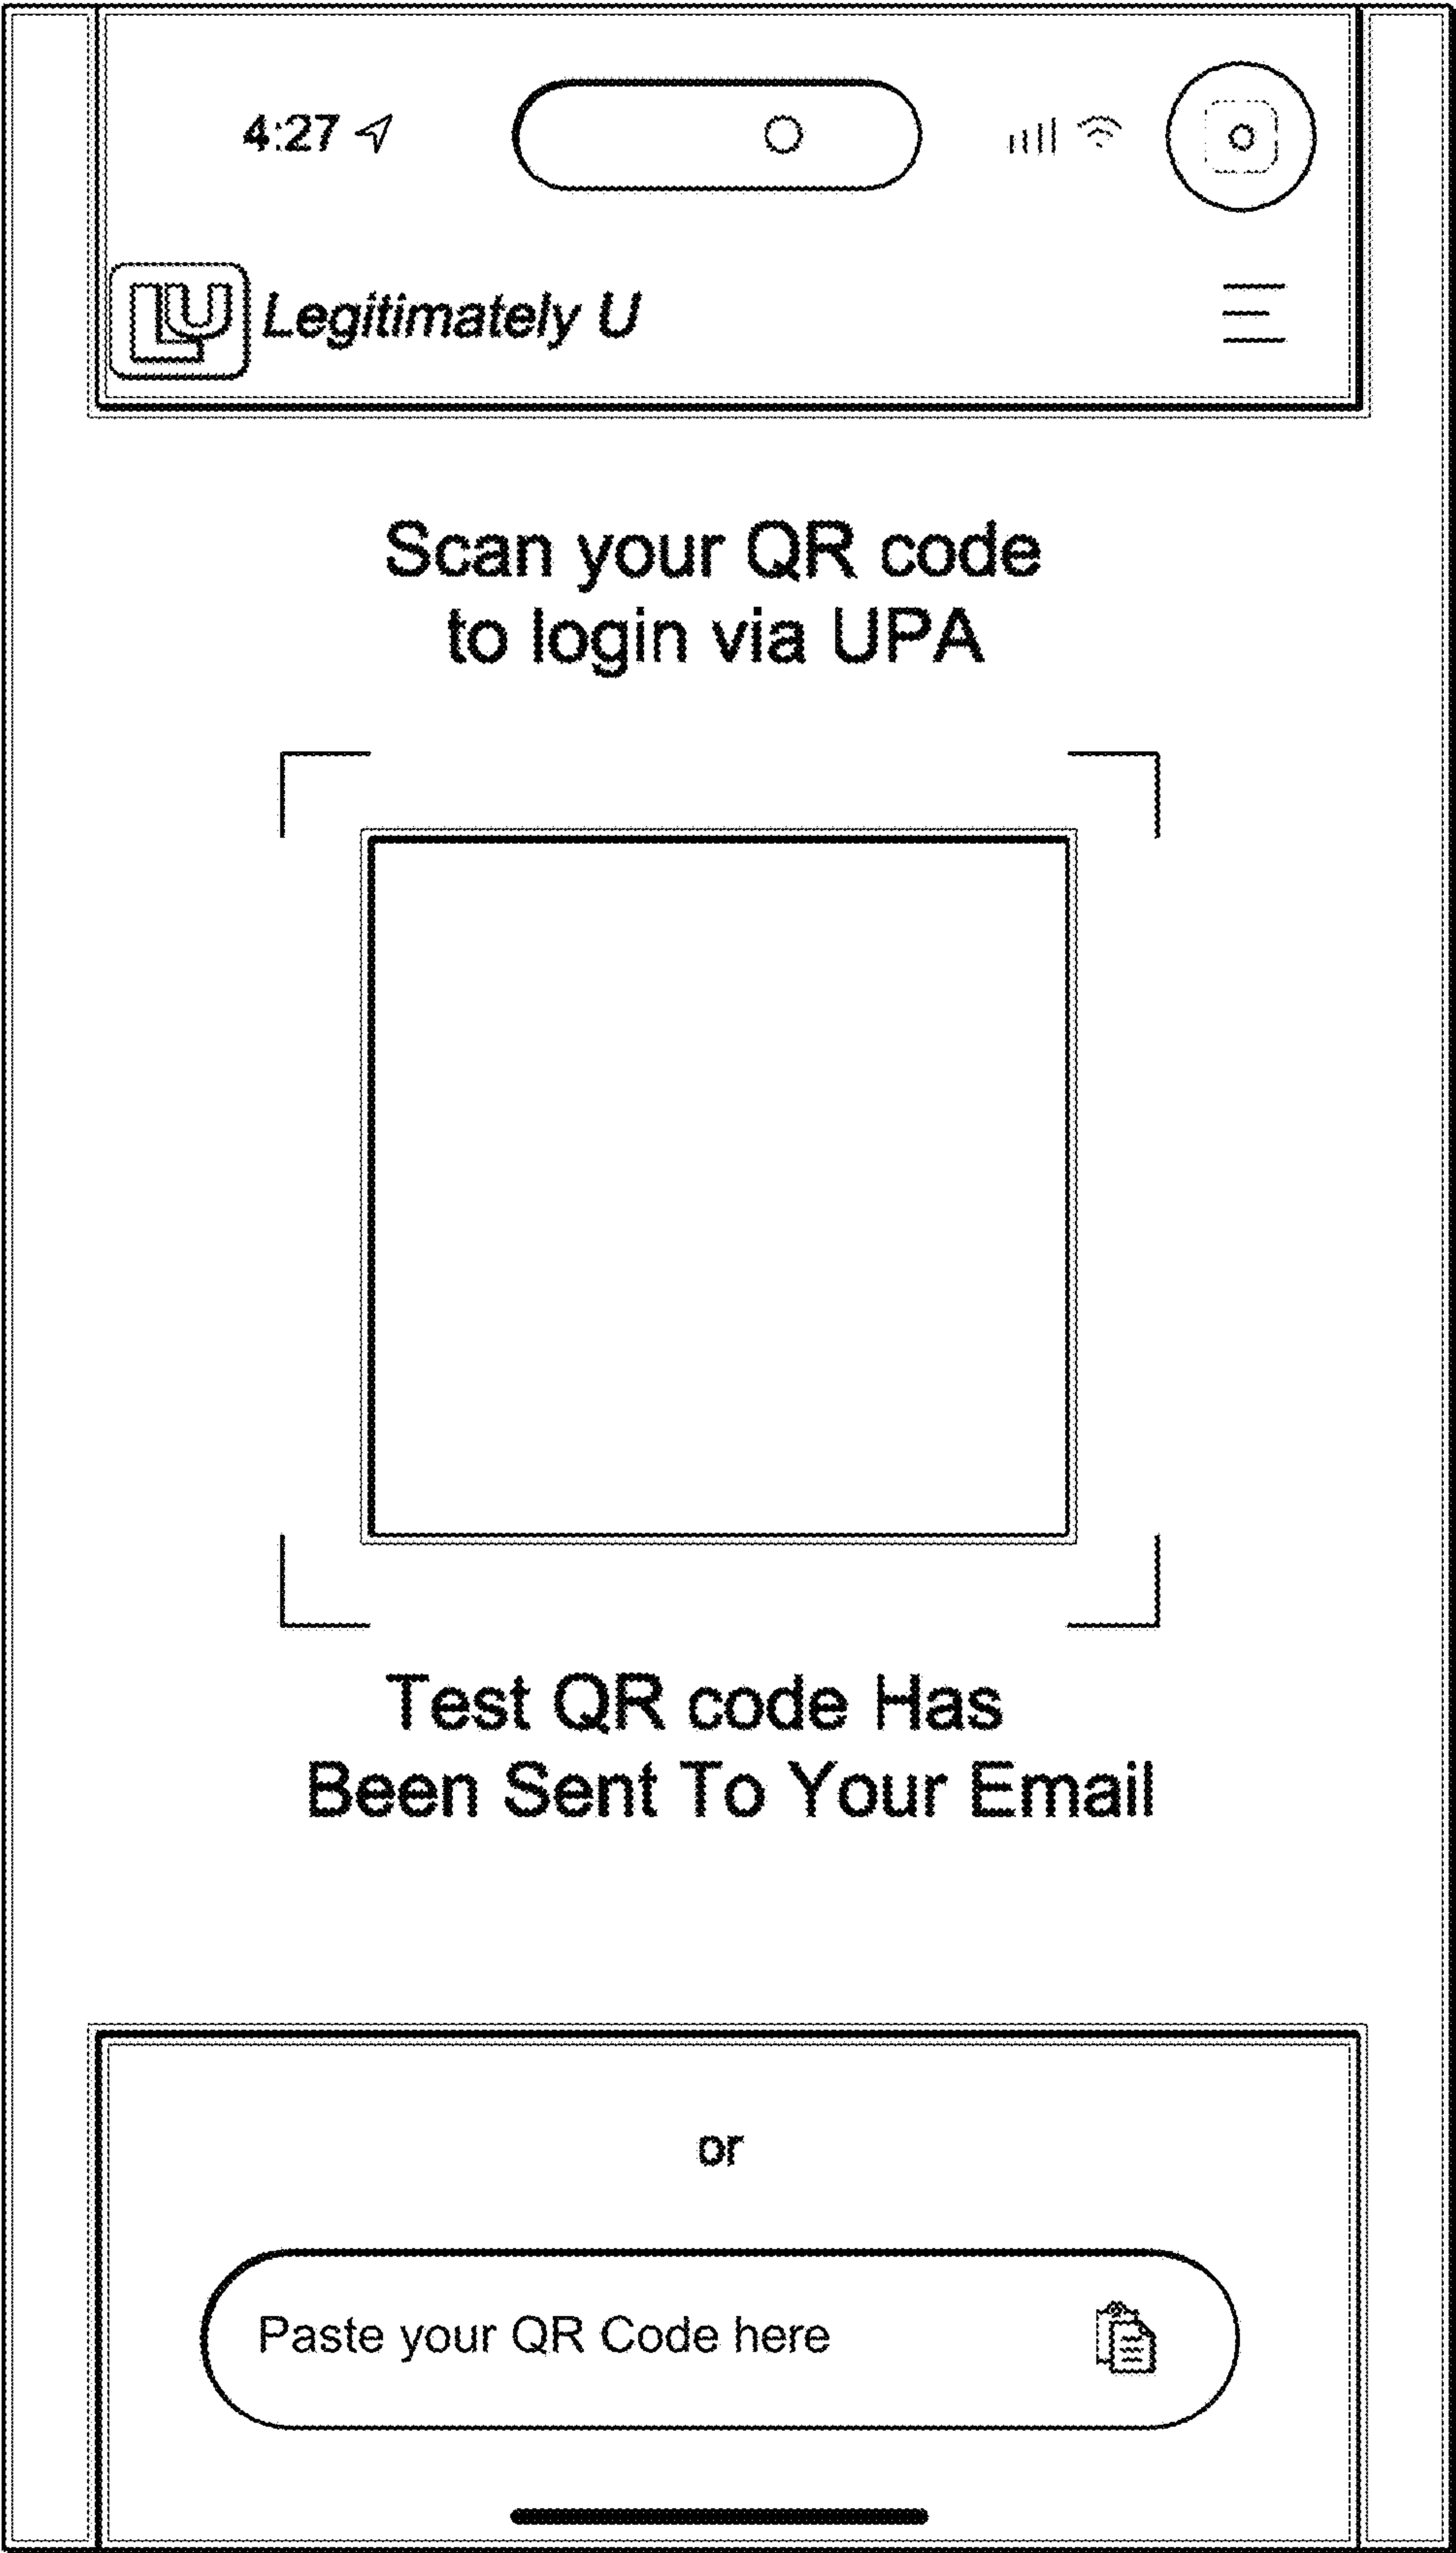 4:27
LU Legitimately U
Scan your QR code
to login via UPA
Test QR code Has
Been Sent To Your Email
or
Paste your QR Code here